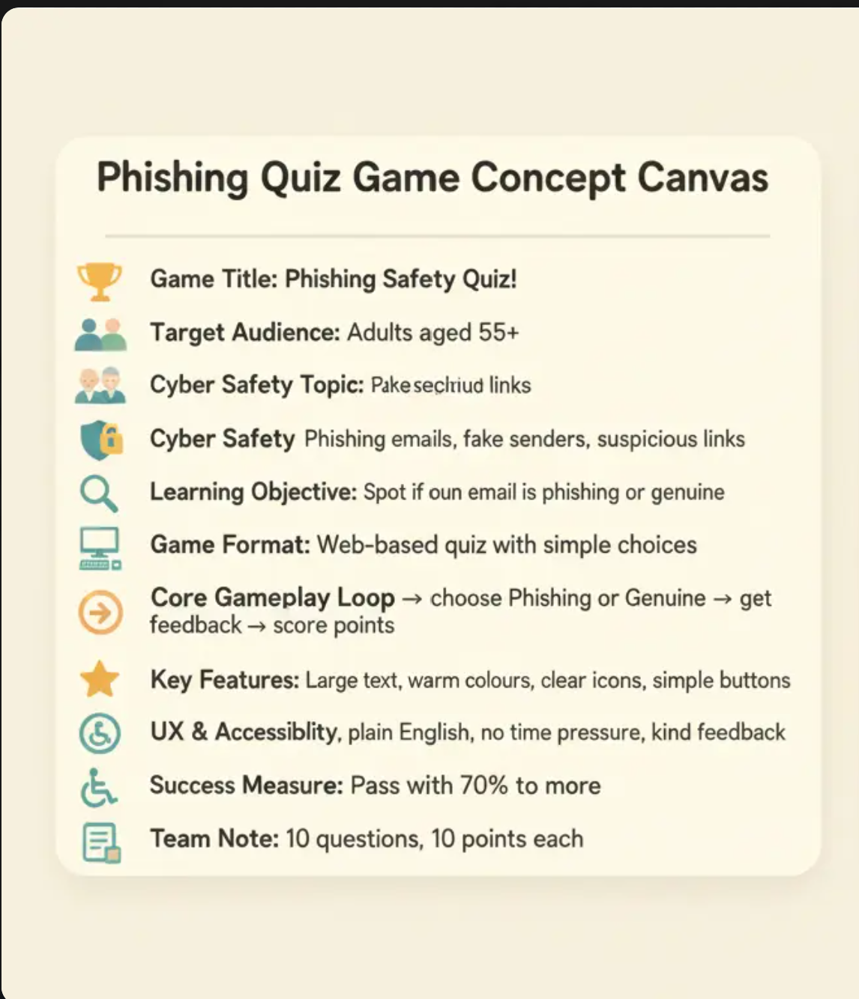 Phishing Quiz Game Concept Canvas
Game Title: Phishing Safety Quiz!
Target Audience: Adults aged 55+
Cyber Safety Topic: links
Cyber Safety Phishing emails, fake senders, suspicious links
Learning Objective: Spot if oun email is phishing or genuine
Game Format: Web-based quiz with simple choices
Core Gameplay Loop → choose Phishing or Genuine → get
feedback → score points
Key Features: Large text, warm colours, clear icons, simple buttons
UX & Accessiblity, plain English, no time pressure, kind feedback
Success Measure: Pass with 70% to more
Team Note: 10 questions, 10 points each